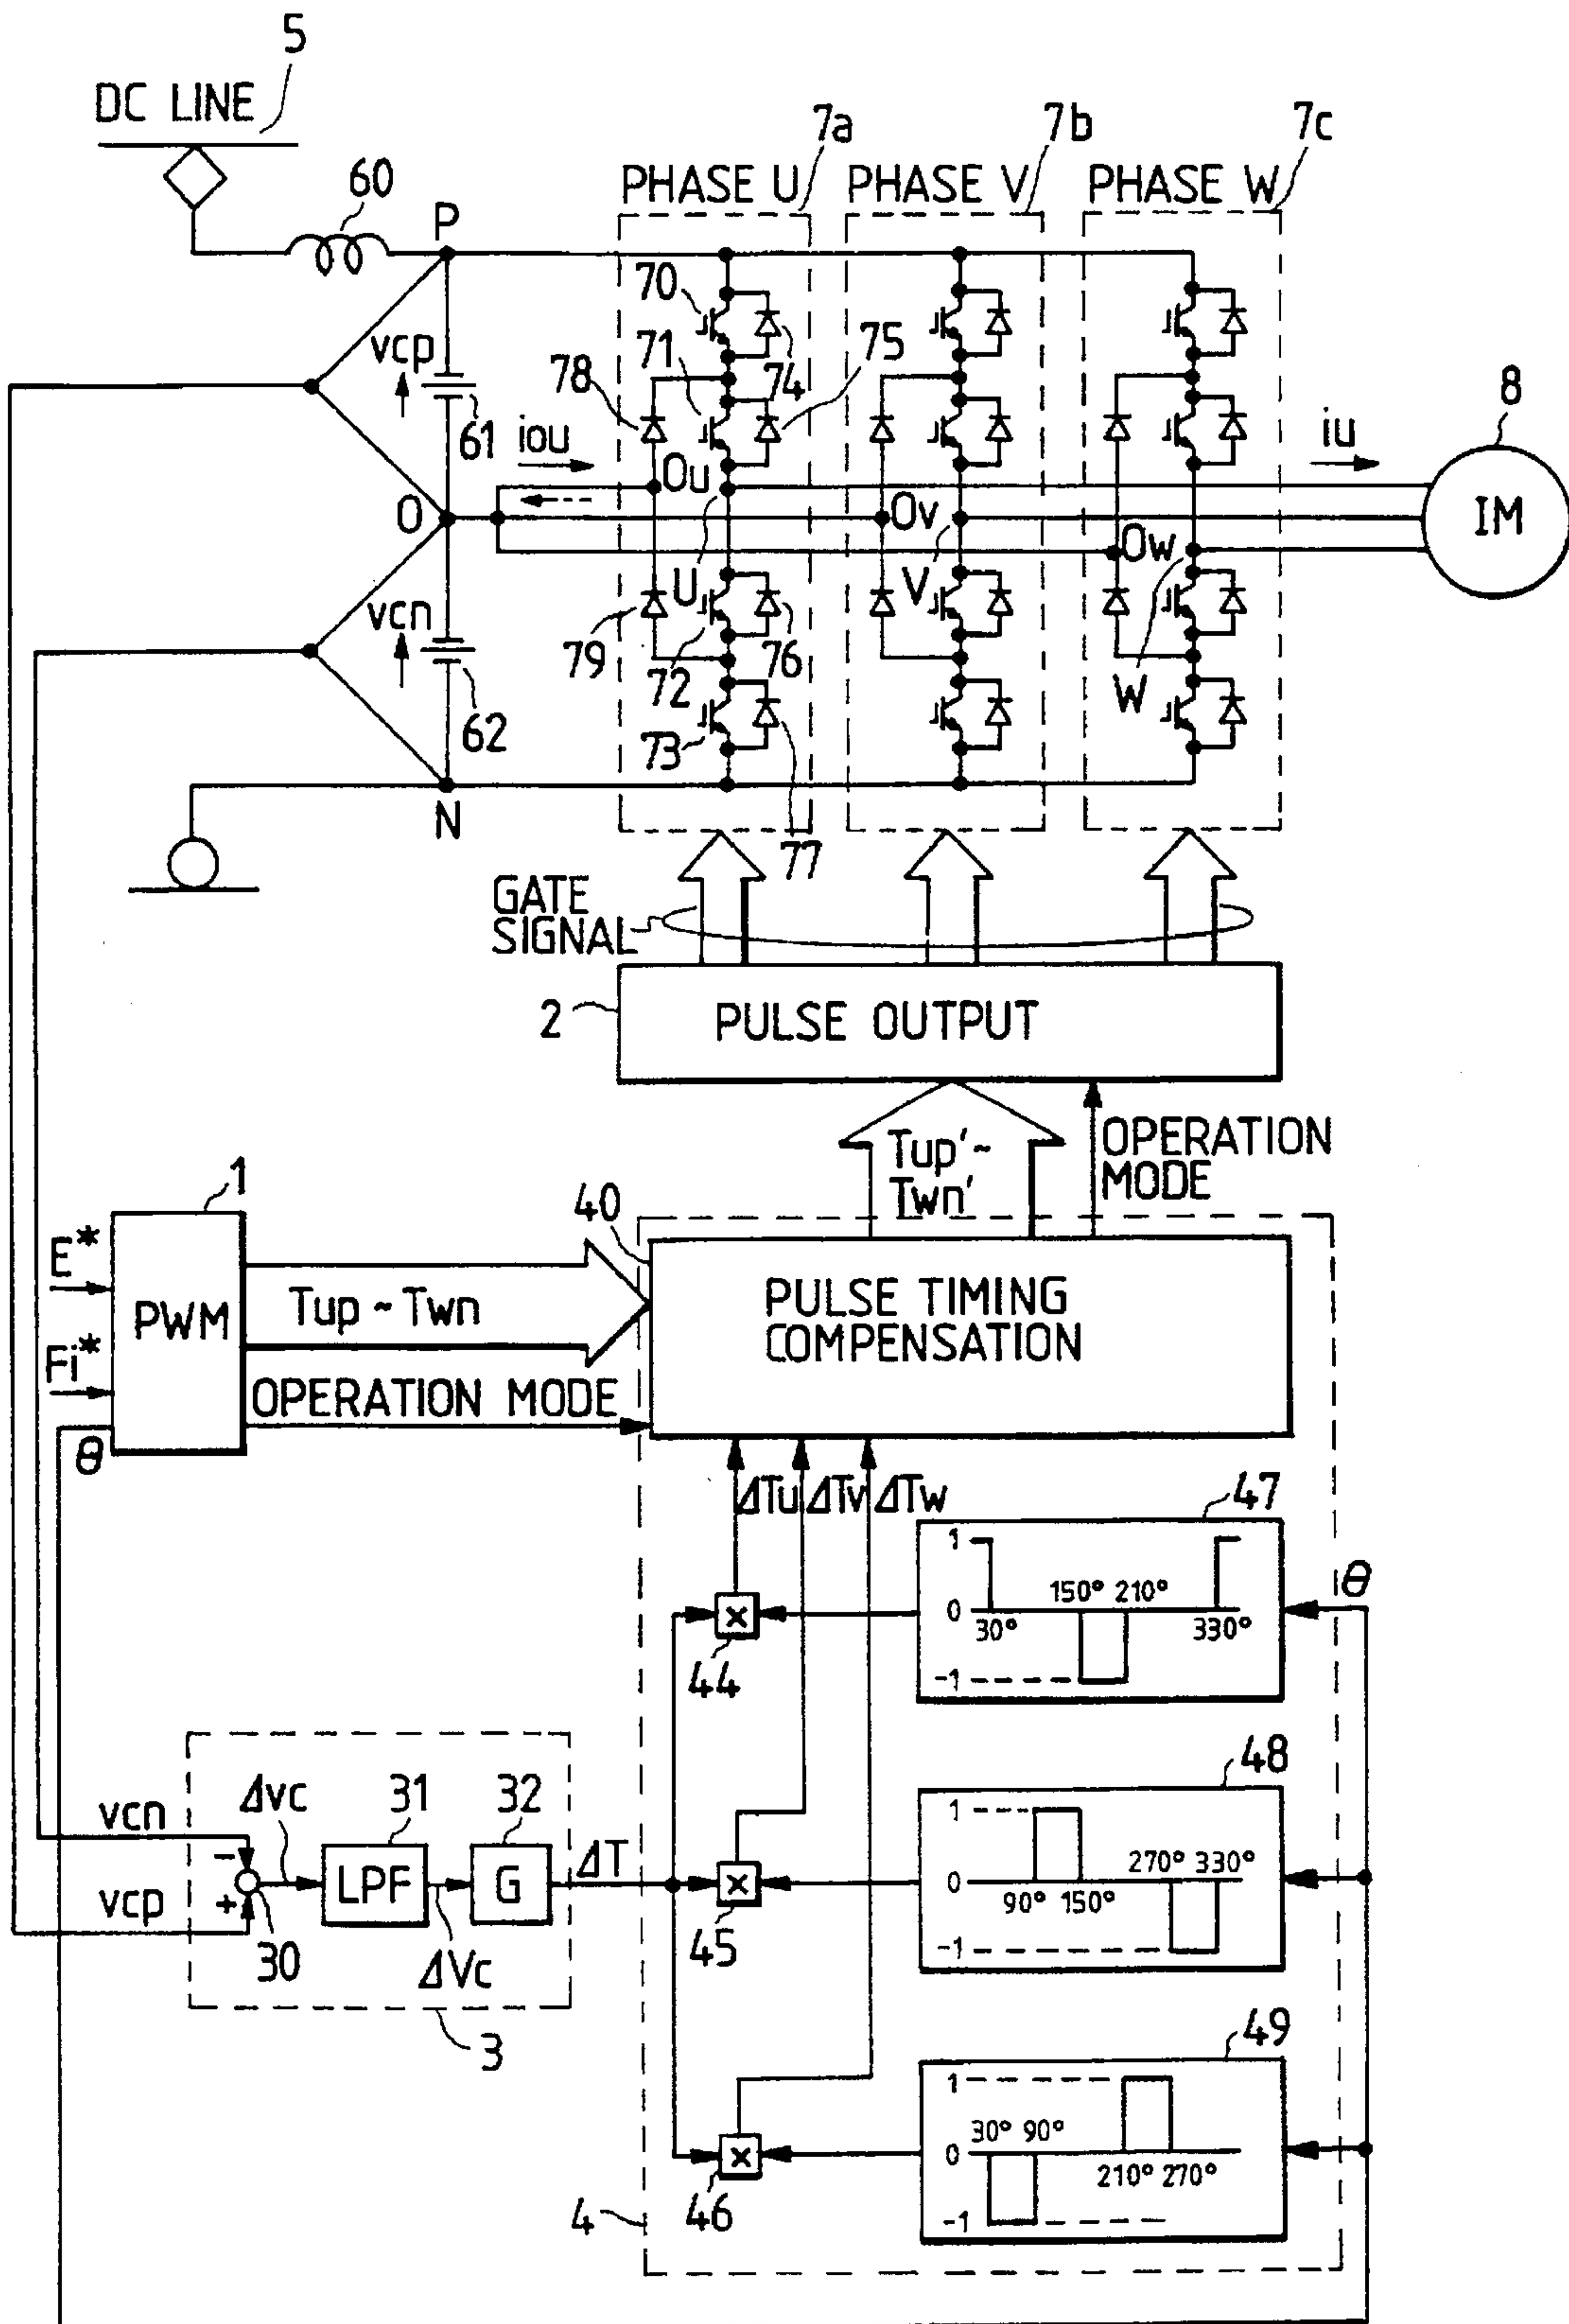 5
DC LINE
60
P
7a
7b
7c
PHASE U
PHASE V
PHASE W
70
vcp
71
74
75
78
61
iou
iu
8
Ou
O
Ov
Ow
IM
U
V
W
vcn
79
72
76
62
73
N
77
GATE
SIGNAL
2
PULSE OUTPUT
Tup'~
Twn'
OPERATION
MODE
1
40
E*
PWM
Tup ~ Twn
PULSE TIMING
COMPENSATION
Fi*
OPERATION MODE
θ
ΔTu ΔTv ΔTw
47
1
150° 210°
0
30°
330°
-1
θ
×
44
48
1
270° 330°
0
90° 150°
-1
×
45
vcn
Δvc
31
32
-
LPF
G
ΔT
vcp
+
30
ΔVc
3
49
1
30° 90°
0
210° 270°
-1
×
46
4